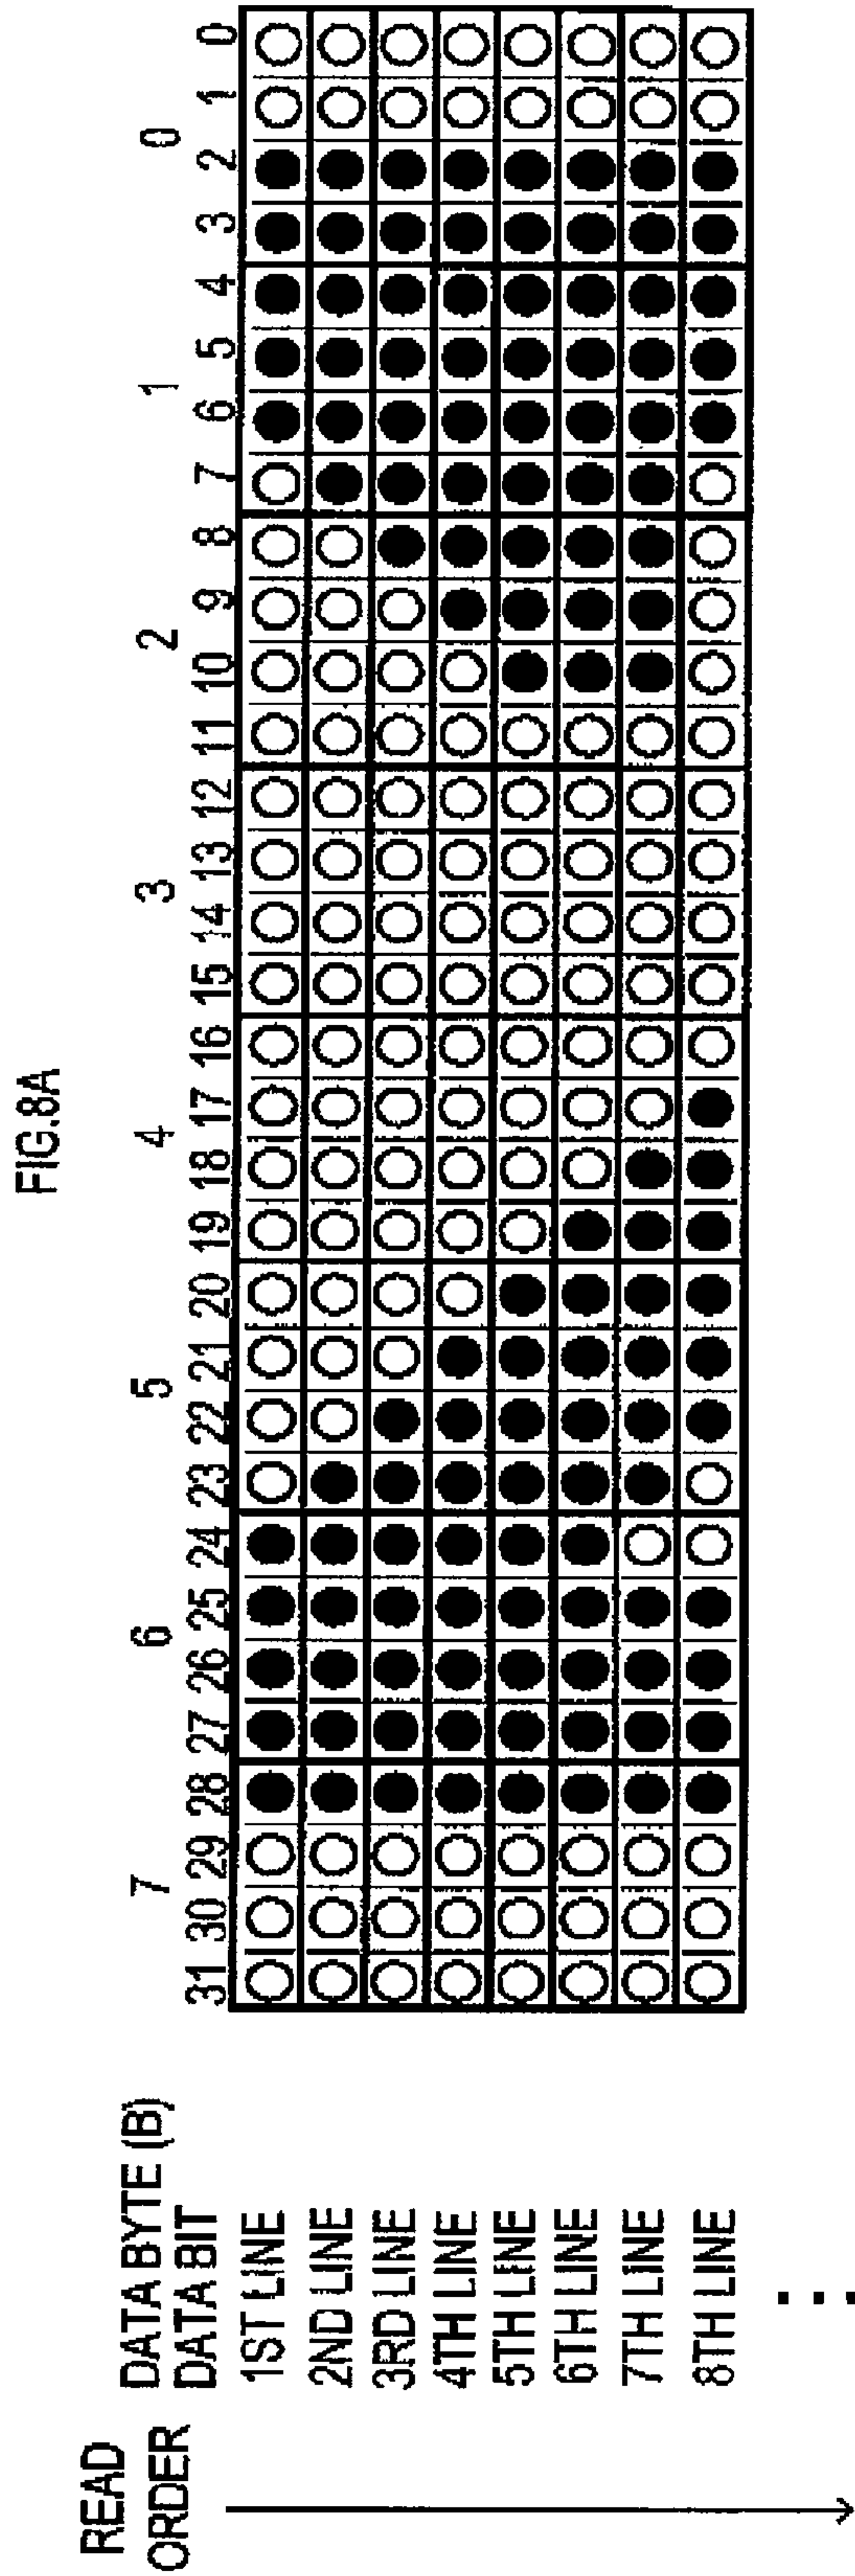 FIG.8A
READ ORDER
DATA BYTE (B) 7 6 5 4 3 2 1 0
DATA BIT 31 30 29 28 27 26 25 24 23 22 21 20 19 18 17 16 15 14 13 12 11 10 9 8 7 6 5 4 3 2 1 0
1ST LINE
2ND LINE
3RD LINE
4TH LINE
5TH LINE
6TH LINE
7TH LINE
8TH LINE
...